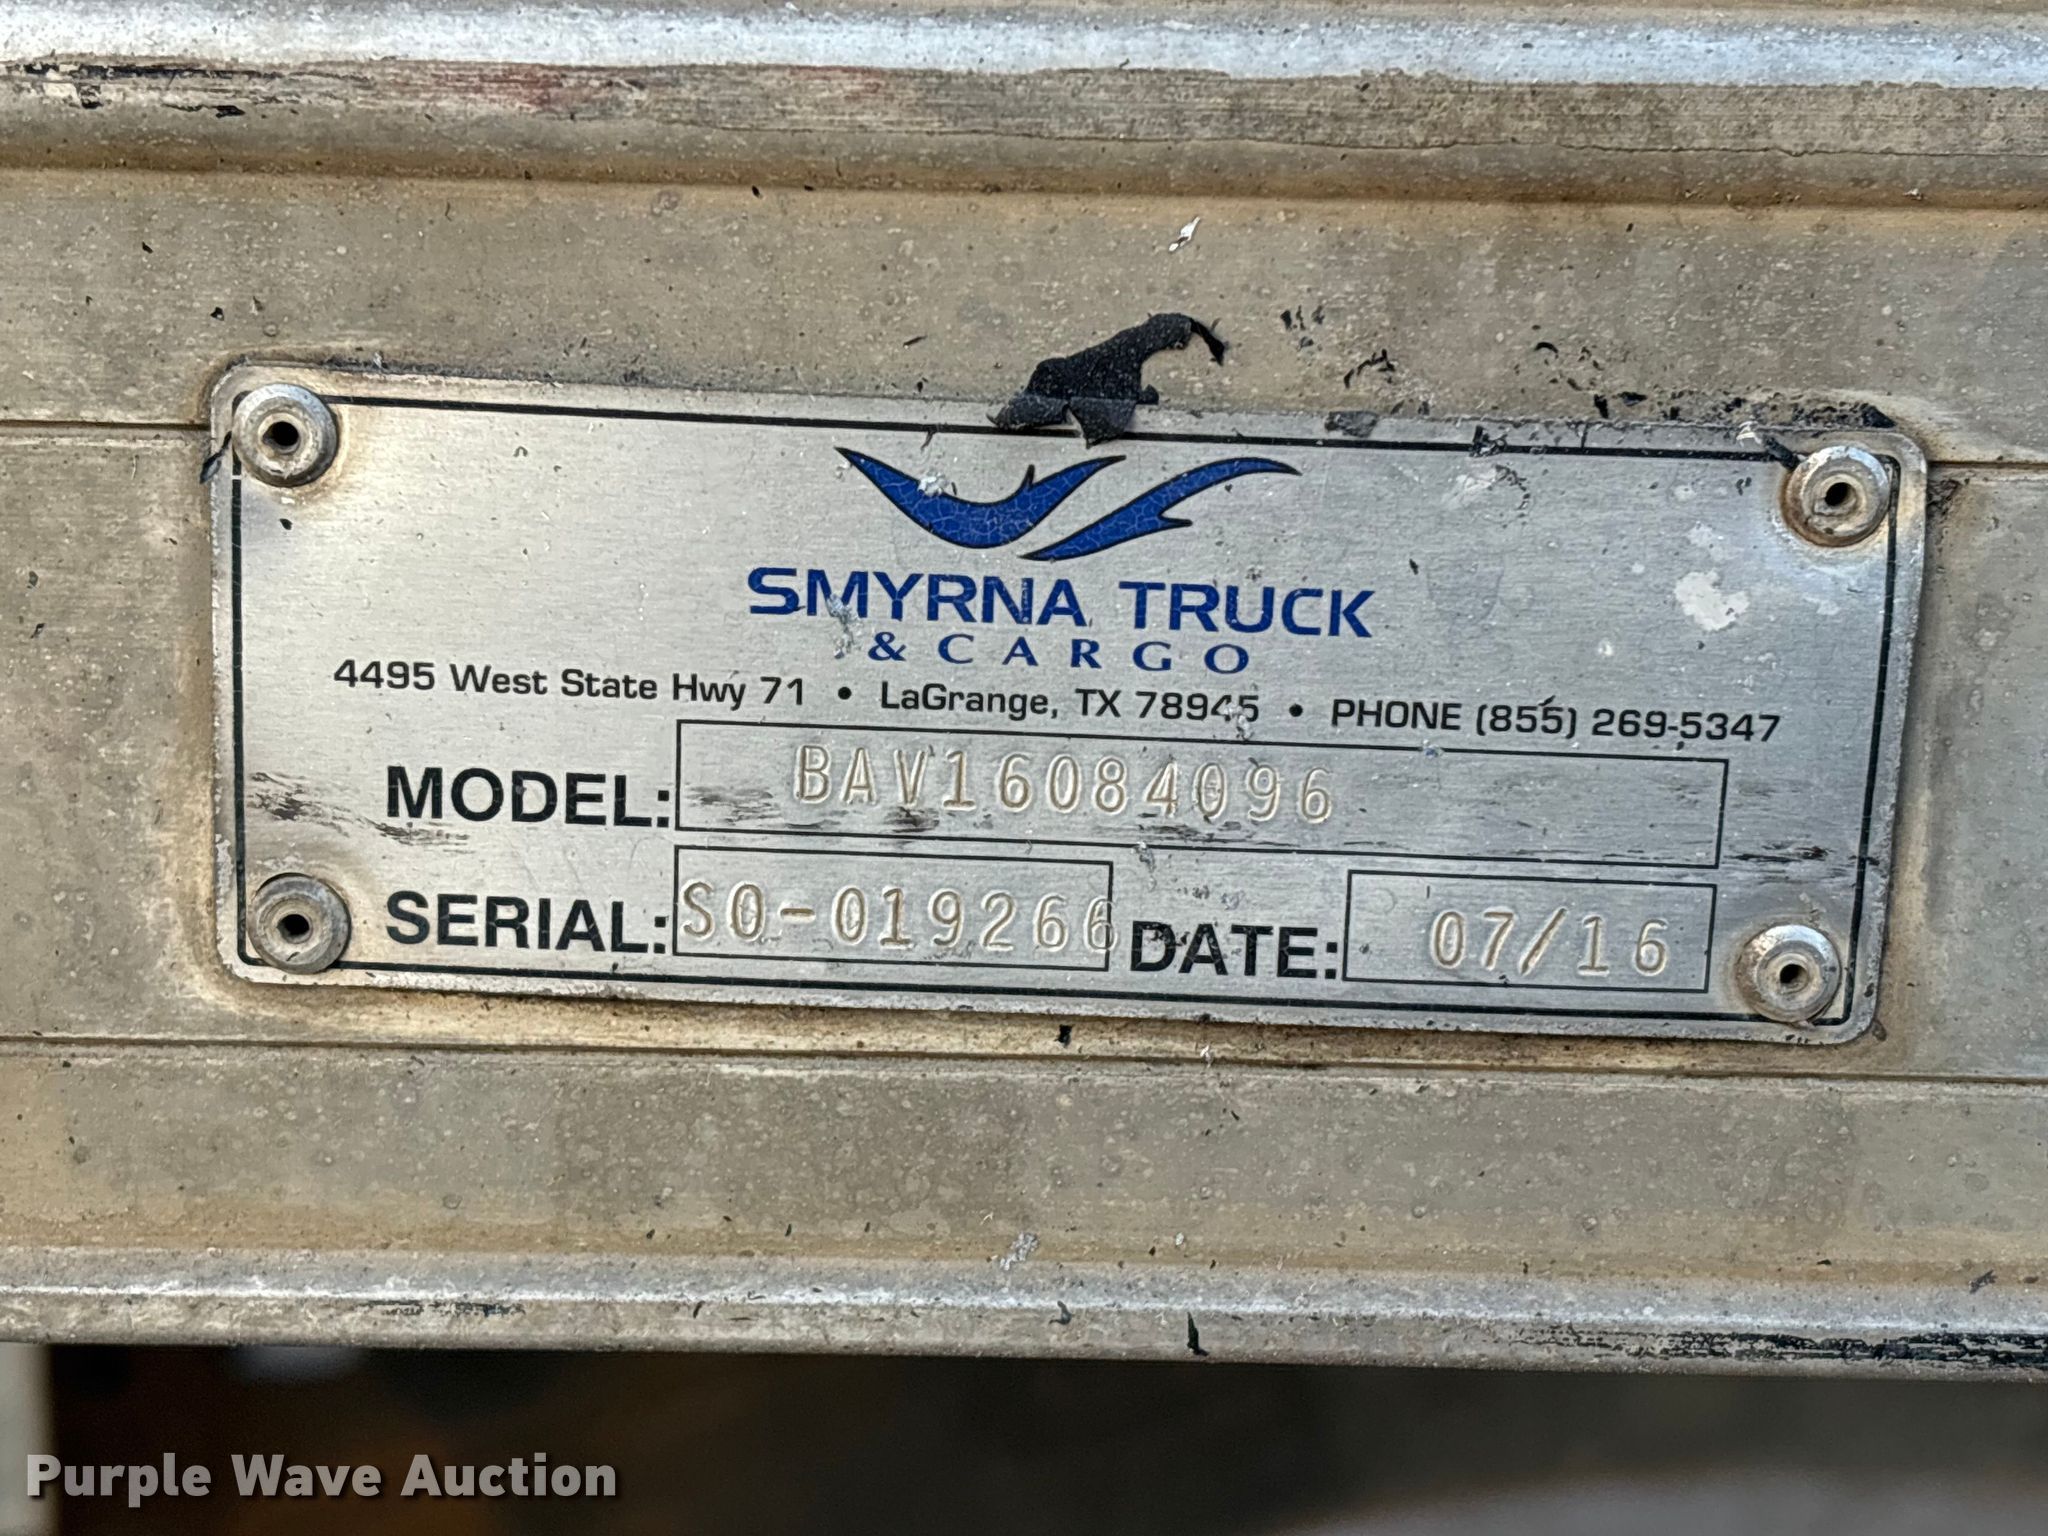 SMYRNA TRUCK
& CARGO
4495 West State Hwy 71 • LaGrange, TX 78945 • PHONE (855) 269-5347
MODEL: BAV16084096
SERIAL: SO-019266 DATE: 07/16
Purple Wave Auction